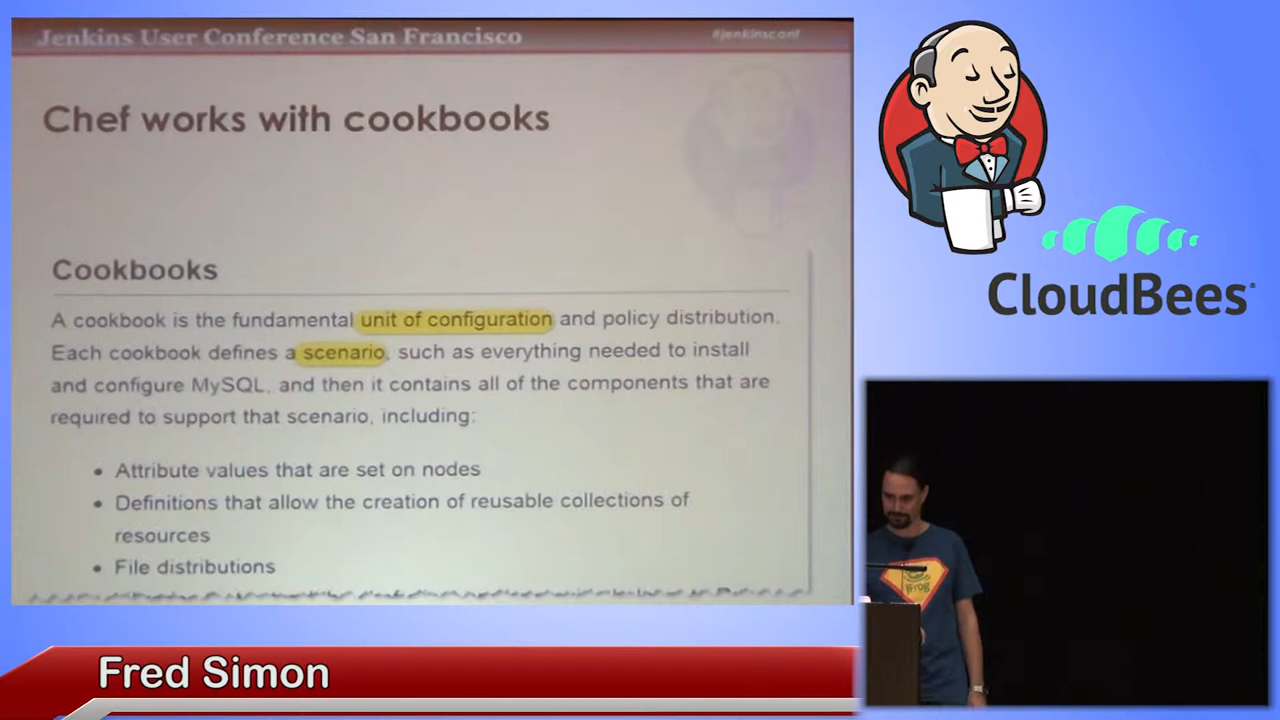 Jenkins User Conference San Francisco
#jenkinsconf
Chef works with cookbooks
Cookbooks
A cookbook is the fundamental unit of configuration and policy distribution.
Each cookbook defines a scenario, such as everything needed to install
and configure MySQL, and then it contains all of the components that are
required to support that scenario, including:
• Attribute values that are set on nodes
• Definitions that allow the creation of reusable collections of
resources
• File distributions
CloudBees
JFrog
Fred Simon